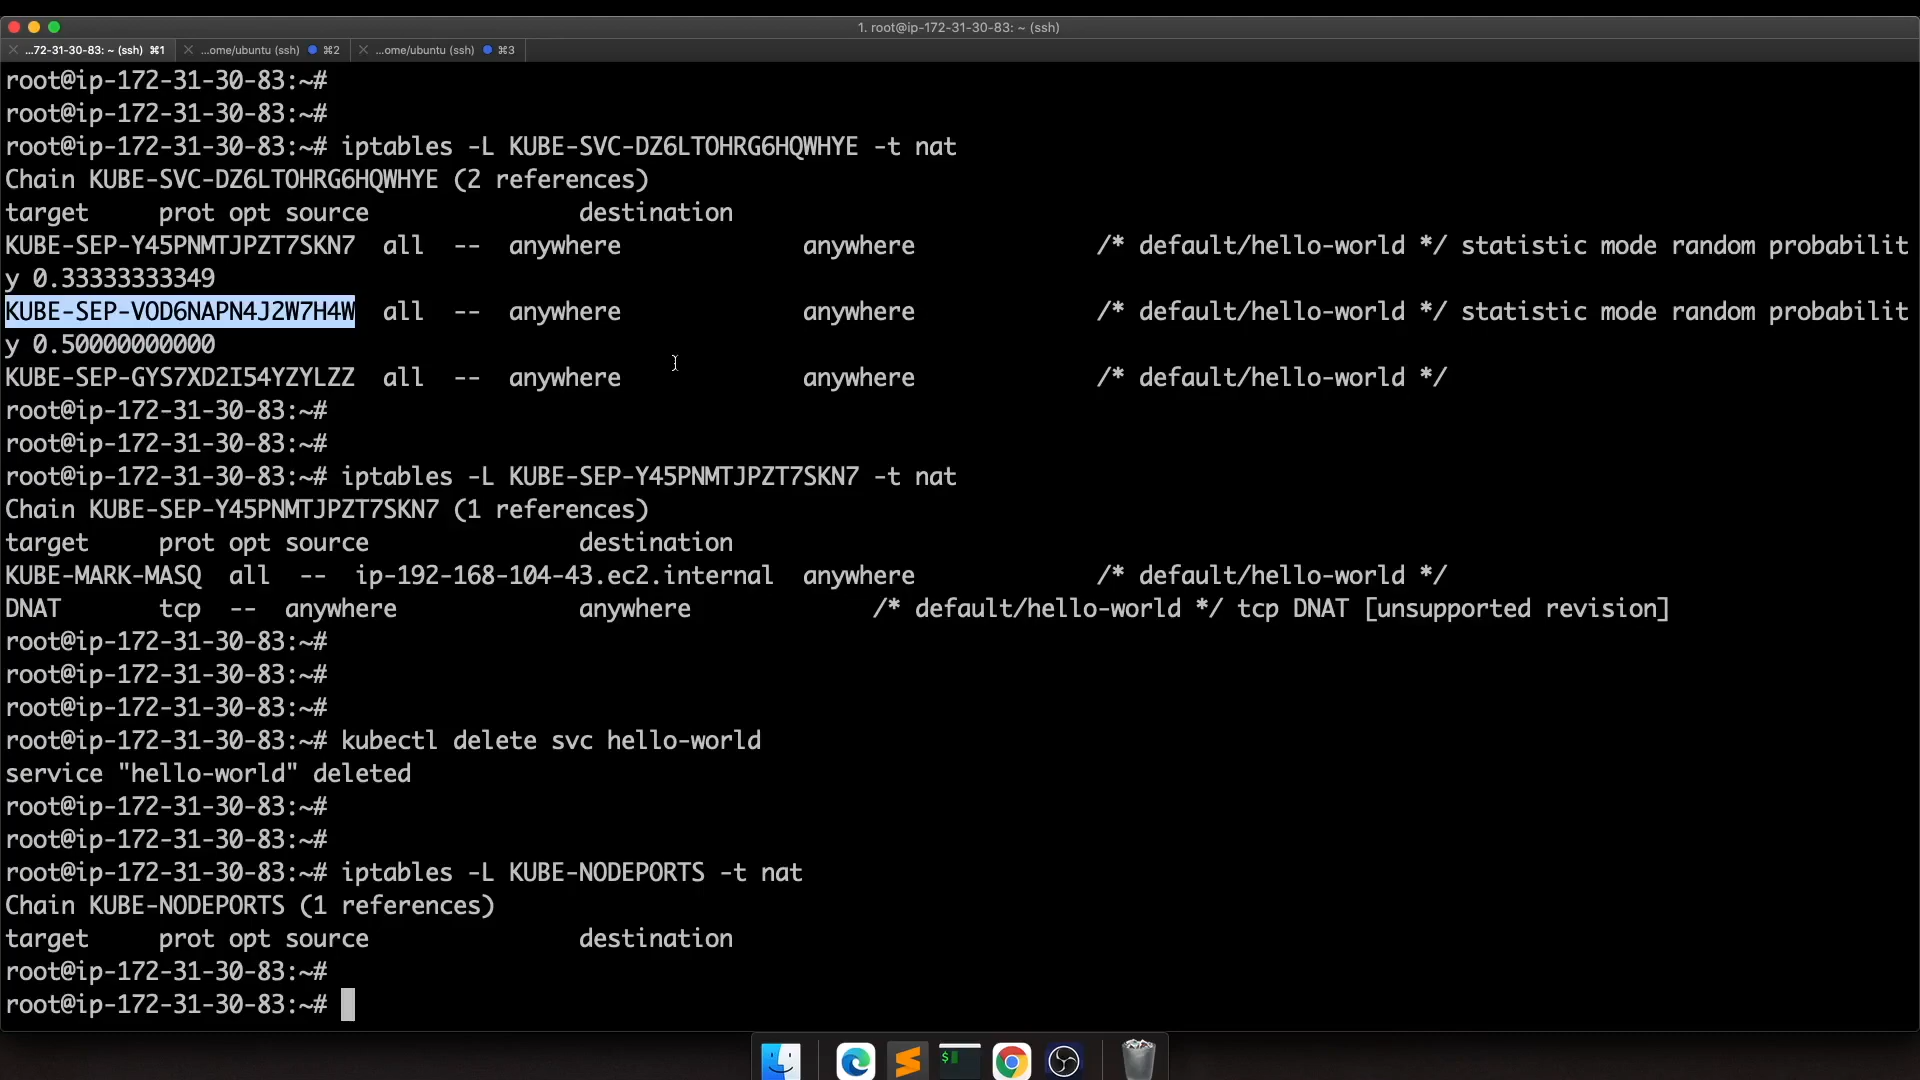 1. root@ip-172-31-30-83: ~ (ssh)
...72-31-30-83: ~ (ssh) ⌘1 ...ome/ubuntu (ssh) ⌘2 ...ome/ubuntu (ssh) ⌘3
root@ip-172-31-30-83:~#
root@ip-172-31-30-83:~#
root@ip-172-31-30-83:~# iptables -L KUBE-SVC-DZ6LTOHRG6HQWHYE -t nat
Chain KUBE-SVC-DZ6LTOHRG6HQWHYE (2 references)
target     prot opt source               destination
KUBE-SEP-Y45PNMTJPZT7SKN7  all  --  anywhere             anywhere             /* default/hello-world */ statistic mode random probabilit
y 0.33333333349
KUBE-SEP-VOD6NAPN4J2W7H4W  all  --  anywhere             anywhere             /* default/hello-world */ statistic mode random probabilit
y 0.50000000000
KUBE-SEP-GYS7XD2I54YZYLZZ  all  --  anywhere             anywhere             /* default/hello-world */
root@ip-172-31-30-83:~#
root@ip-172-31-30-83:~#
root@ip-172-31-30-83:~# iptables -L KUBE-SEP-Y45PNMTJPZT7SKN7 -t nat
Chain KUBE-SEP-Y45PNMTJPZT7SKN7 (1 references)
target     prot opt source               destination
KUBE-MARK-MASQ  all  --  ip-192-168-104-43.ec2.internal  anywhere             /* default/hello-world */
DNAT       tcp  --  anywhere             anywhere             /* default/hello-world */ tcp DNAT [unsupported revision]
root@ip-172-31-30-83:~#
root@ip-172-31-30-83:~#
root@ip-172-31-30-83:~#
root@ip-172-31-30-83:~# kubectl delete svc hello-world
service "hello-world" deleted
root@ip-172-31-30-83:~#
root@ip-172-31-30-83:~#
root@ip-172-31-30-83:~# iptables -L KUBE-NODEPORTS -t nat
Chain KUBE-NODEPORTS (1 references)
target     prot opt source               destination
root@ip-172-31-30-83:~#
root@ip-172-31-30-83:~#
$